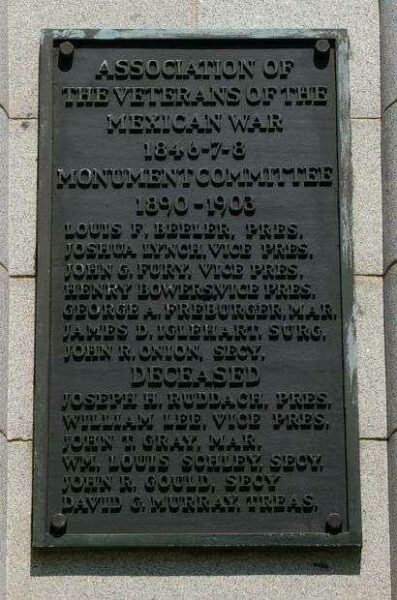 ASSOCIATION OF
THE VETERANS OF THE
MEXICAN WAR
1846-7-8
MONUMENT COMMITTEE
1890-1903
LOUIS F. BEELER, PRES.
JOSHUA LYNCH, VICE PRES.
JOHN G. FURY, VICE PRES.
HENRY BOWERS, VICE PRES.
GEORGE A. FREBURGER, MAR.
JAMES D. IGLEHART, SURG.
JOHN R. ONION, SECY.
DECEASED
JOSEPH H. RUDDACH, PRES.
WILLIAM LEE, VICE PRES.
JOHN T. GRAY, MAR.
WM. LOUIS SCHLEY, SECY.
JOHN R. GOULD, SECY
DAVID G. MURRAY, TREAS.